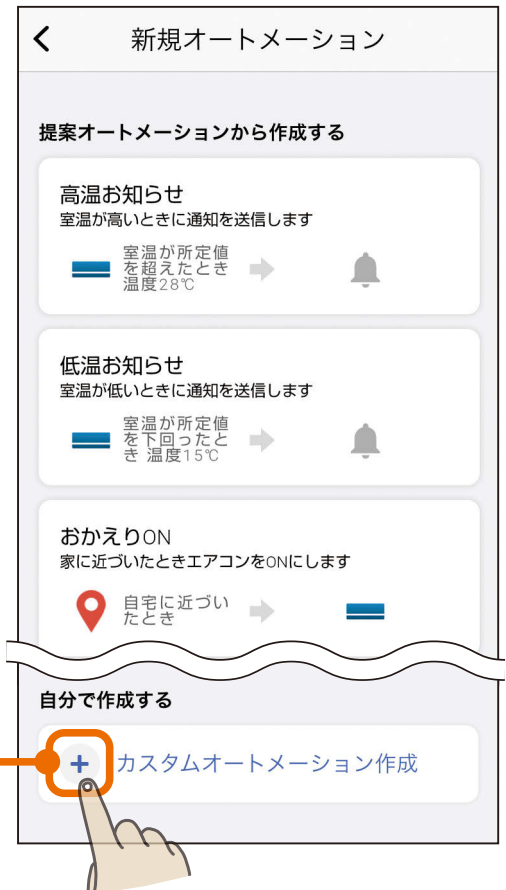 新規オートメーション
提案オートメーションから作成する
高温お知らせ
室温が高いときに通知を送信します
室温が所定値
を超えたとき
温度28℃
低温お知らせ
室温が低いときに通知を送信します
室温が所定値
を下回ったと
き 温度15℃
おかえりON
家に近づいたときエアコンをONにします
自宅に近づい
たとき
自分で作成する
+ カスタムオートメーション作成